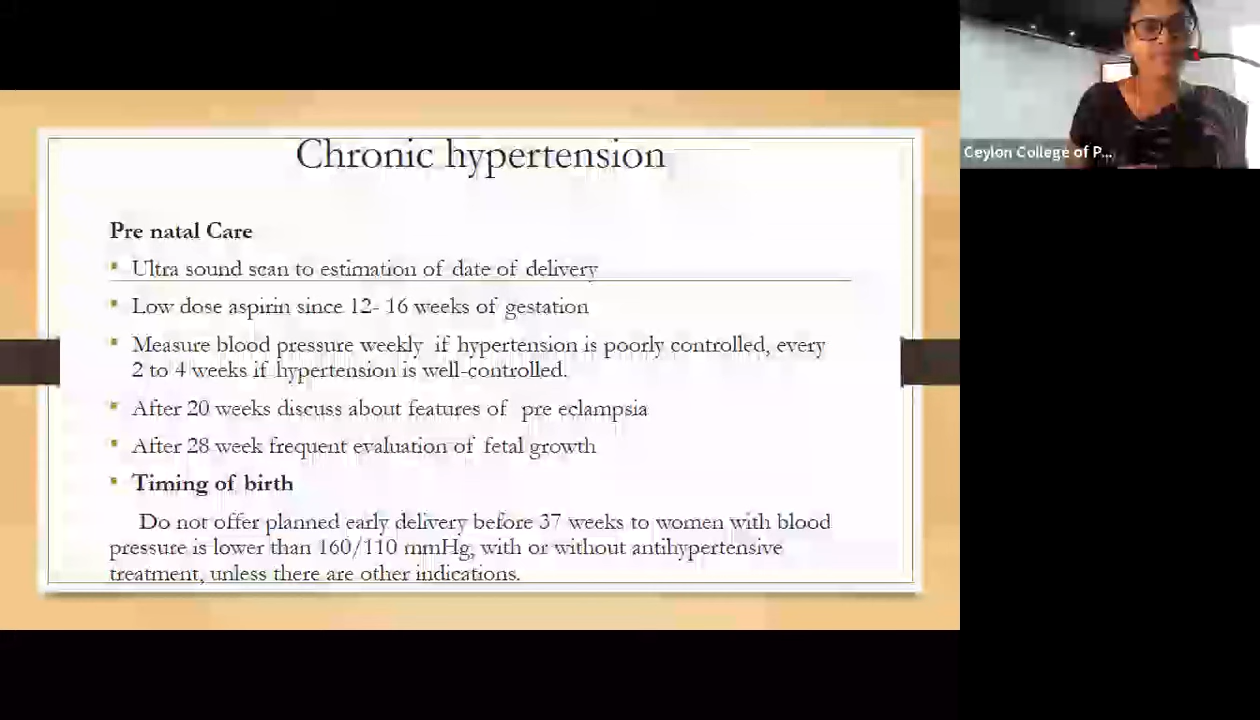 Chronic hypertension
Pre natal Care
Ultra sound scan to estimation of date of delivery
Low dose aspirin since 12- 16 weeks of gestation
Measure blood pressure weekly if hypertension is poorly controlled, every
2 to 4 weeks if hypertension is well-controlled.
After 20 weeks discuss about features of pre eclampsia
After 28 week frequent evaluation of fetal growth
Timing of birth
Do not offer planned early delivery before 37 weeks to women with blood
pressure is lower than 160/110 mmHg, with or without antihypertensive
treatment, unless there are other indications.
Ceylon College of P...